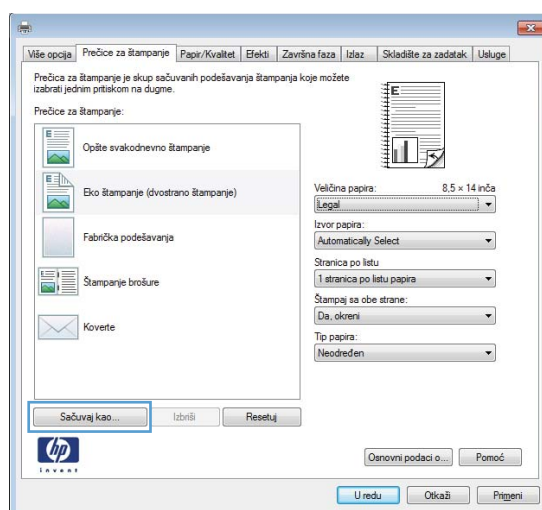 Više opcija Prečice za štampanje Papir/Kvalitet Efekti Završna faza Izlaz Skladište za zadatak Usluge
Prečica za štampanje je skup sačuvanih podešavanja štampanja koje možete
izabrati jednim pritiskom na dugme.
Prečice za štampanje:
Opšte svakodnevno štampanje
Eko štampanje (dvostrano štampanje)
Fabrička podešavanja
Štampanje brošure
Koverte
Sačuvaj kao... Izbriši Resetuj
E
E
E
Veličina papira: 8,5 × 14 inča
Legal
Izvor papira:
Automatically Select
Stranica po listu
1 stranica po listu papira
Štampaj sa obe strane:
Da, okreni
Tip papira:
Neodređen
hp
invent
Osnovni podaci o... Pomoć
U redu Otkaži Primeni